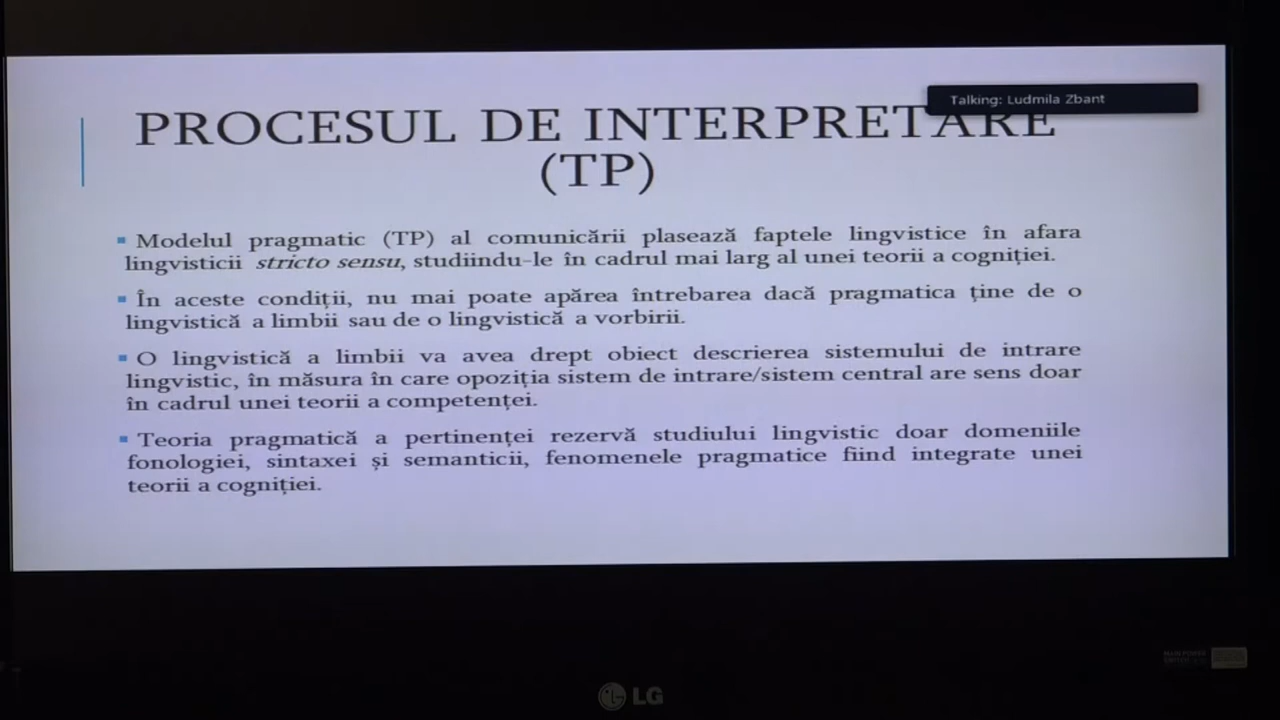 Talking: Ludmila Zbant
PROCESUL DE INTERPRETARE
(TP)
▪ Modelul pragmatic (TP) al comunicării plasează faptele lingvistice în afara
lingvisticii stricto sensu, studiindu-le în cadrul mai larg al unei teorii a cogniției.
▪ În aceste condiții, nu mai poate apărea întrebarea dacă pragmatica ține de o
lingvistică a limbii sau de o lingvistică a vorbirii.
▪ O lingvistică a limbii va avea drept obiect descrierea sistemului de intrare
lingvistic, în măsura în care opoziția sistem de intrare/sistem central are sens doar
în cadrul unei teorii a competenței.
▪ Teoria pragmatică a pertinenței rezervă studiului lingvistic doar domeniile
fonologiei, sintaxei și semanticii, fenomenele pragmatice fiind integrate unei
teorii a cogniției.
LG